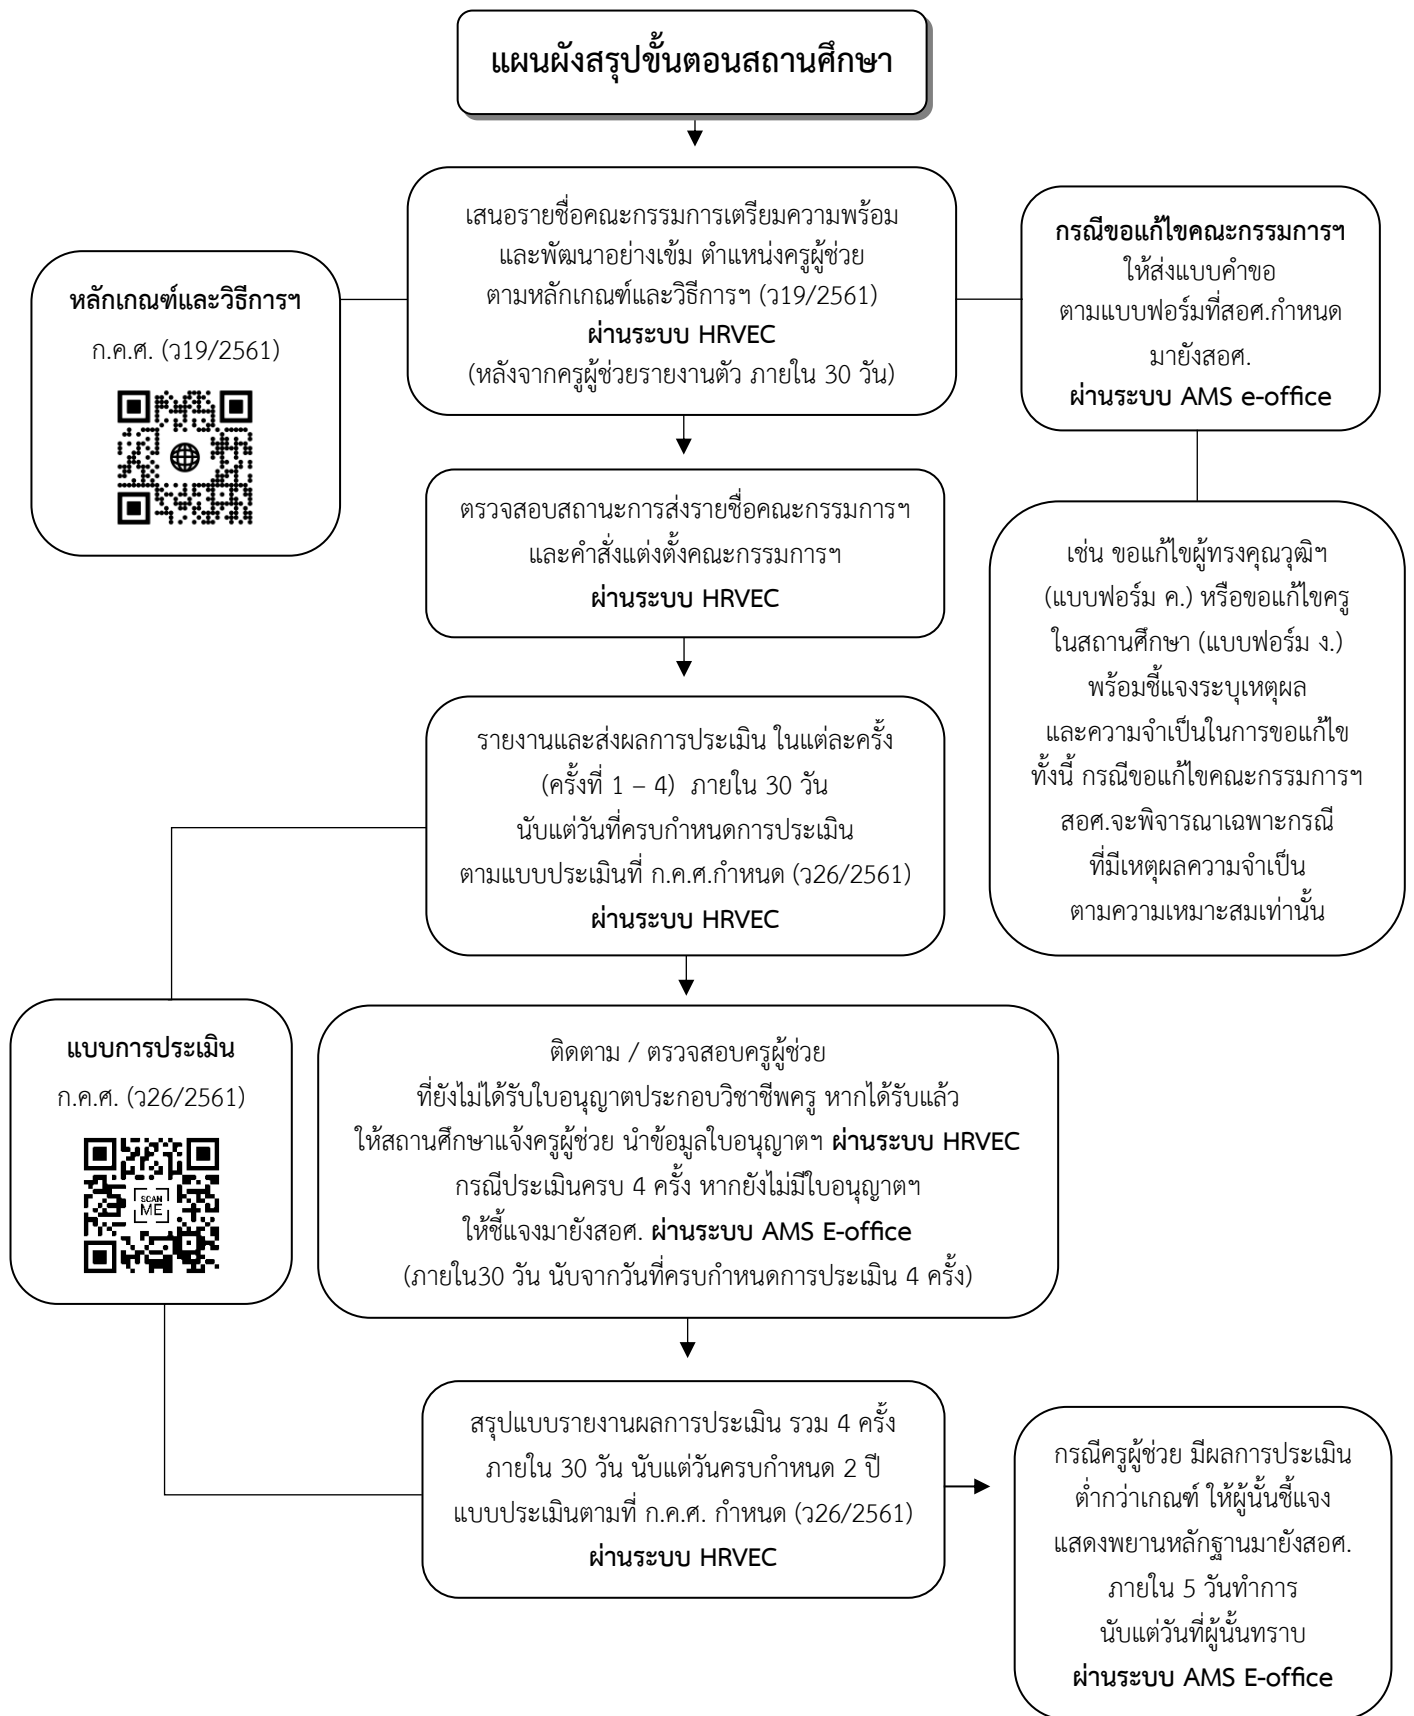 แผนผังสรุปขั้นตอนสถานศึกษา
เสนอรายชื่อคณะกรรมการเตรียมความพร้อม
และพัฒนาอย่างเข้ม ตำแหน่งครูผู้ช่วย
ตามหลักเกณฑ์และวิธีการฯ (ว19/2561)
ผ่านระบบ HRVEC
(หลังจากครูผู้ช่วยรายงานตัว ภายใน 30 วัน)
หลักเกณฑ์และวิธีการฯ
ก.ค.ศ. (ว19/2561)
กรณีขอแก้ไขคณะกรรมการฯ
ให้ส่งแบบคำขอ
ตามแบบฟอร์มที่สอศ.กำหนด
มายังสอศ.
ผ่านระบบ AMS e-office
เช่น ขอแก้ไขผู้ทรงคุณวุฒิฯ
(แบบฟอร์ม ค.) หรือขอแก้ไขครู
ในสถานศึกษา (แบบฟอร์ม ง.)
พร้อมชี้แจงระบุเหตุผล
และความจำเป็นในการขอแก้ไข
ทั้งนี้ กรณีขอแก้ไขคณะกรรมการฯ
สอศ.จะพิจารณาเฉพาะกรณี
ที่มีเหตุผลความจำเป็น
ตามความเหมาะสมเท่านั้น
ตรวจสอบสถานะการส่งรายชื่อคณะกรรมการฯ
และคำสั่งแต่งตั้งคณะกรรมการฯ
ผ่านระบบ HRVEC
รายงานและส่งผลการประเมิน ในแต่ละครั้ง
(ครั้งที่ 1 – 4) ภายใน 30 วัน
นับแต่วันที่ครบกำหนดการประเมิน
ตามแบบประเมินที่ ก.ค.ศ.กำหนด (ว26/2561)
ผ่านระบบ HRVEC
แบบการประเมิน
ก.ค.ศ. (ว26/2561)
SCAN
ME
ติดตาม / ตรวจสอบครูผู้ช่วย
ที่ยังไม่ได้รับใบอนุญาตประกอบวิชาชีพครู หากได้รับแล้ว
ให้สถานศึกษาแจ้งครูผู้ช่วย นำข้อมูลใบอนุญาตฯ ผ่านระบบ HRVEC
กรณีประเมินครบ 4 ครั้ง หากยังไม่มีใบอนุญาตฯ
ให้ชี้แจงมายังสอศ. ผ่านระบบ AMS E-office
(ภายใน30 วัน นับจากวันที่ครบกำหนดการประเมิน 4 ครั้ง)
สรุปแบบรายงานผลการประเมิน รวม 4 ครั้ง
ภายใน 30 วัน นับแต่วันครบกำหนด 2 ปี
แบบประเมินตามที่ ก.ค.ศ. กำหนด (ว26/2561)
ผ่านระบบ HRVEC
กรณีครูผู้ช่วย มีผลการประเมิน
ต่ำกว่าเกณฑ์ ให้ผู้นั้นชี้แจง
แสดงพยานหลักฐานมายังสอศ.
ภายใน 5 วันทำการ
นับแต่วันที่ผู้นั้นทราบ
ผ่านระบบ AMS E-office